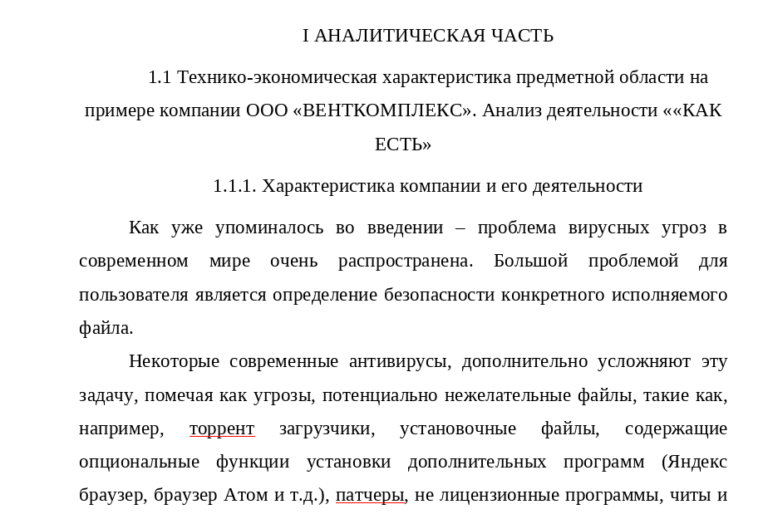 I АНАЛИТИЧЕСКАЯ ЧАСТЬ
1.1 Технико-экономическая характеристика предметной области на
примере компании ООО «ВЕНТКОМПЛЕКС». Анализ деятельности ««КАК
ЕСТЬ»
1.1.1. Характеристика компании и его деятельности
Как уже упоминалось во введении – проблема вирусных угроз в
современном мире очень распространена. Большой проблемой для
пользователя является определение безопасности конкретного исполняемого
файла.
Некоторые современные антивирусы, дополнительно усложняют эту
задачу, помечая как угрозы, потенциально нежелательные файлы, такие как,
например, торрент загрузчики, установочные файлы, содержащие
опциональные функции установки дополнительных программ (Яндекс
браузер, браузер Атом и т.д.), патчеры, не лицензионные программы, читы и